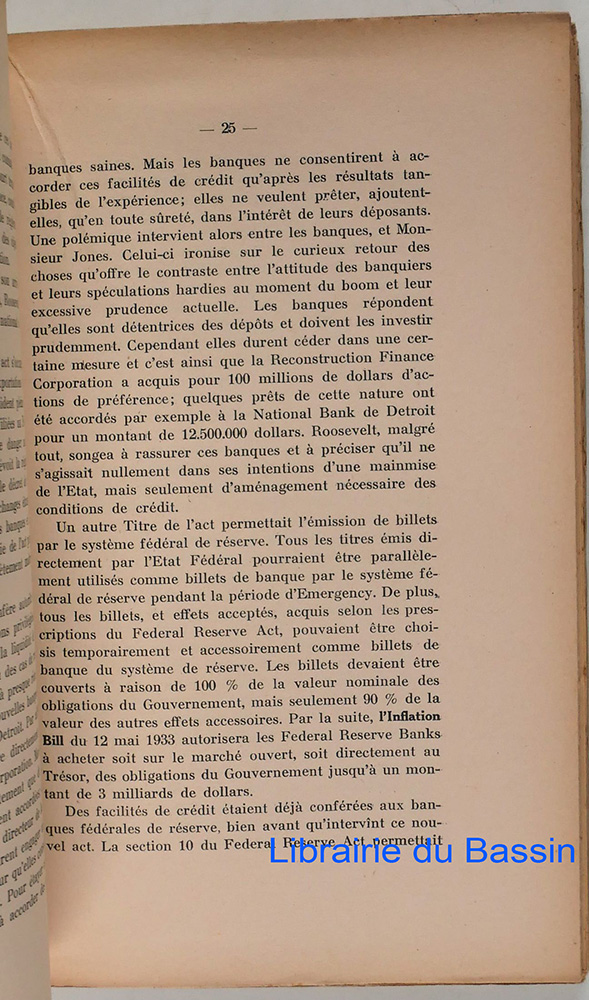 — 25 —
banques saines. Mais les banques ne consentirent à ac-
corder ces facilités de crédit qu'après les résultats tan-
gibles de l'expérience; elles ne veulent prêter, ajoutent-
elles, qu'en toute sûreté, dans l'intérêt de leurs déposants.
Une polémique intervient alors entre les banques, et Mon-
sieur Jones. Celui-ci ironise sur le curieux retour des
choses qu'offre le contraste entre l'attitude des banquiers
et leurs spéculations hardies au moment du boom et leur
excessive prudence actuelle. Les banques répondent
qu'elles sont détentrices des dépôts et doivent les investir
prudemment. Cependant elles durent céder dans une cer-
taine mesure et c'est ainsi que la Reconstruction Finance
Corporation a acquis pour 100 millions de dollars d'ac-
tions de préférence; quelques prêts de cette nature ont
été accordés par exemple à la National Bank de Detroit
pour un montant de 12.500.000 dollars. Roosevelt, malgré
tout, songea à rassurer ces banques et à préciser qu'il ne
s'agissait nullement dans ses intentions d'une mainmise
de l'Etat, mais seulement d'aménagement nécessaire des
conditions de crédit.
Un autre Titre de l'act permettait l'émission de billets
par le système fédéral de réserve. Tous les titres émis di-
rectement par l'Etat Fédéral pourraient être parallèle-
ment utilisés comme billets de banque par le système fé-
déral de réserve pendant la période d'Emergency. De plus,
tous les billets, et effets acceptés, acquis selon les pres-
criptions du Federal Reserve Act, pouvaient être choi-
sis temporairement et accessoirement comme billets de
banque du système de réserve. Les billets devaient être
couverts à raison de 100 % de la valeur nominale des
obligations du Gouvernement, mais seulement 90 % de la
valeur des autres effets accessoires. Par la suite, l'Inflation
Bill du 12 mai 1933 autorisera les Federal Reserve Banks
à acheter soit sur le marché ouvert, soit directement au
Trésor, des obligations du Gouvernement jusqu'à un mon-
tant de 3 milliards de dollars.
Des facilités de crédit étaient déjà conférées aux ban-
ques fédérales de réserve, bien avant qu'intervînt ce nou-
vel act. La section 10 du Federal Reserve Act permettait
Librairie du Bassin